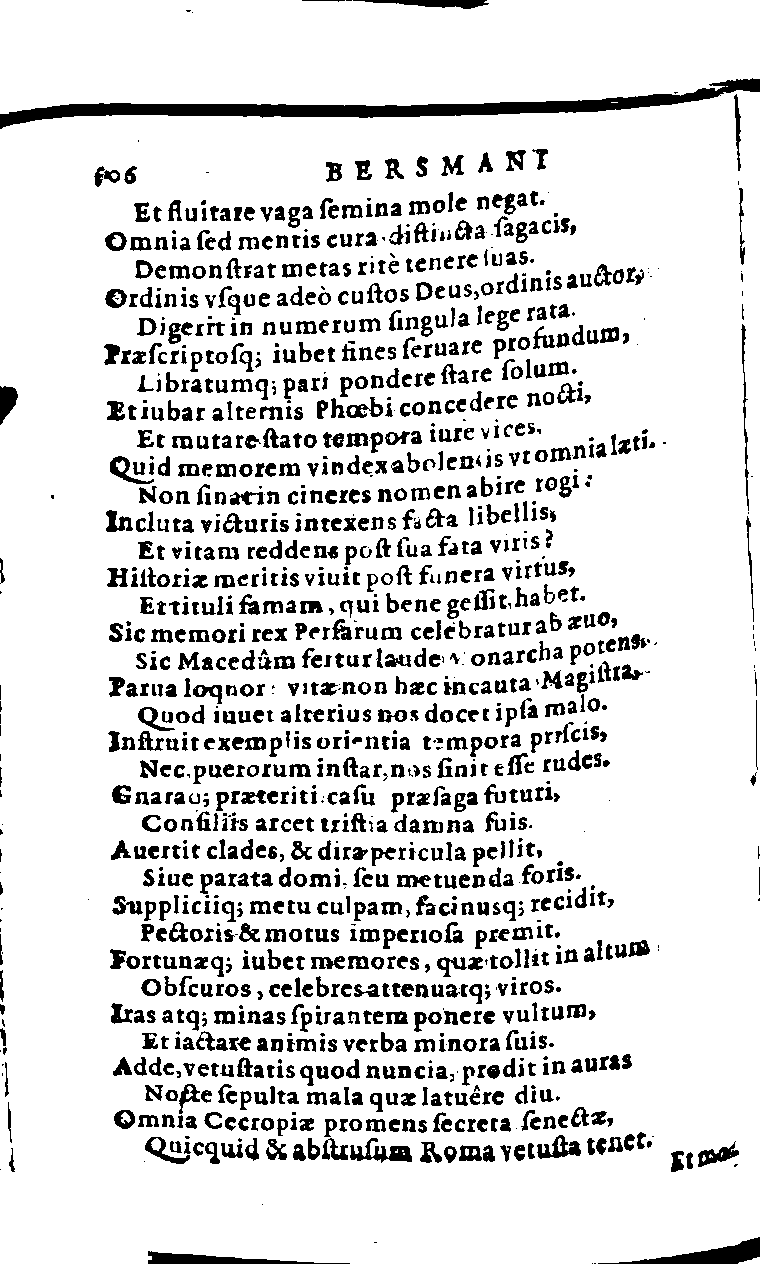 506 BERSMANI
Et fluitare vaga ſemina mole negat.
Omnia ſed mentis cura diſtincta ſagacis,
Demonſtrat metas ritè tenere ſuas.
Ordinis vſque adeò cuſtos Deus, ordinis auctor,
Digerit in numerum ſingula lege rata.
Præſcriptoſq; iubet fines ſeruare profundum,
Libratumq; pari pondere ſtare ſolum.
Et iubar alternis Phœbi concedere nocti,
Et mutare ſtato tempora iure vices.
Quid memorem vindex abolentis vt omnia læti.
Non ſinat in cineres nomen abire rogi:
Incluta victuris intexens facta libellis,
Et vitam reddens poſt ſua fata viris?
Hiſtoriæ meritis viuit poſt funera virtus,
Et tituli famam, qui bene geſſit, habet.
Sic memori rex Perſarum celebratur ab æuo,
Sic Macedûm fertur laude Monarcha potens.
Parua loquor: vitæ non hæc incauta Magiſtra,
Quod iuuet alterius nos docet ipſa malo.
Inſtruit exemplis orientia tempora priſcis,
Nec puerorum inſtar, nos ſinit eſſe rudes.
Gnaraq; præteriti caſu præſaga futuri,
Conſiliis arcet triſtia damna ſuis.
Auertit clades, & dira pericula pellit,
Siue parata domi, ſeu metuenda foris.
Suppliciiq; metu culpam, facinusq; recidit,
Pectoris & motus imperioſa premit.
Fortunæq; iubet memores, quæ tollit in altum
Obſcuros, celebres attenuatq; viros.
Iras atq; minas ſpirantem ponere vultum,
Et iactare animis verba minora ſuis.
Adde, vetuſtatis quod nuncia, prodit in auras
Nocte ſepulta mala quæ latuêre diu.
Omnia Cecropiæ promens ſecreta ſenectæ,
Quicquid & abſtruſum Roma vetuſta tenet.
Et